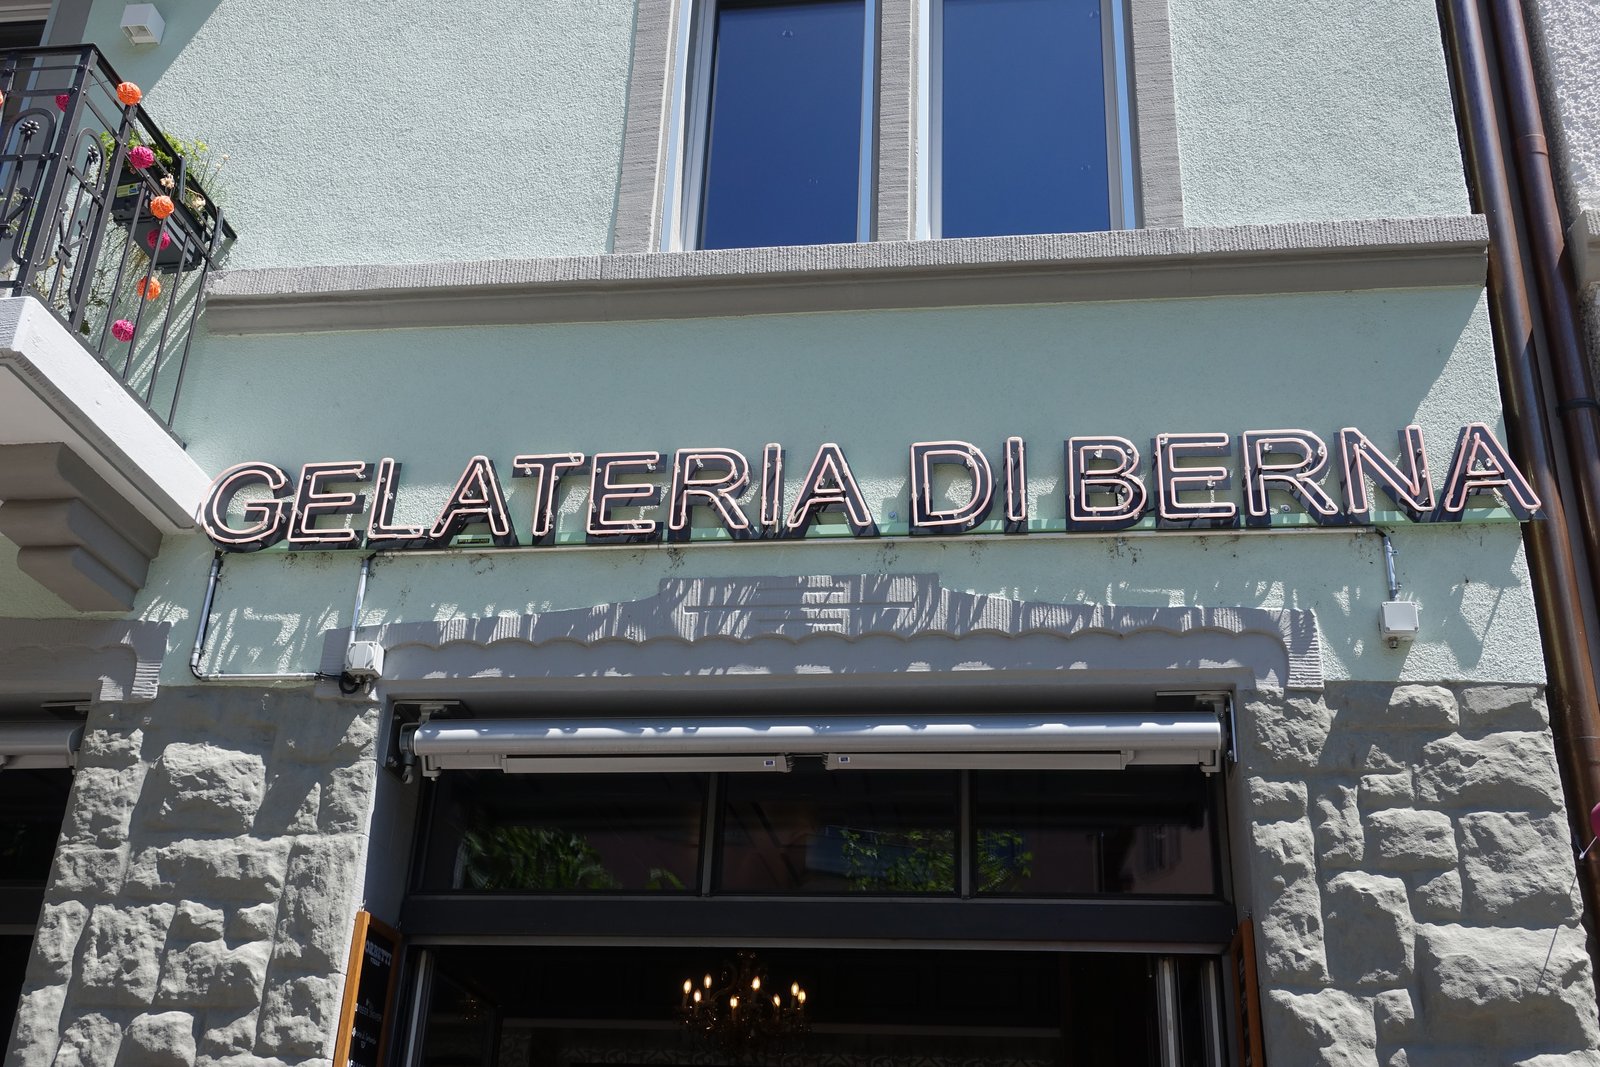 GELATERIA DI BERNA